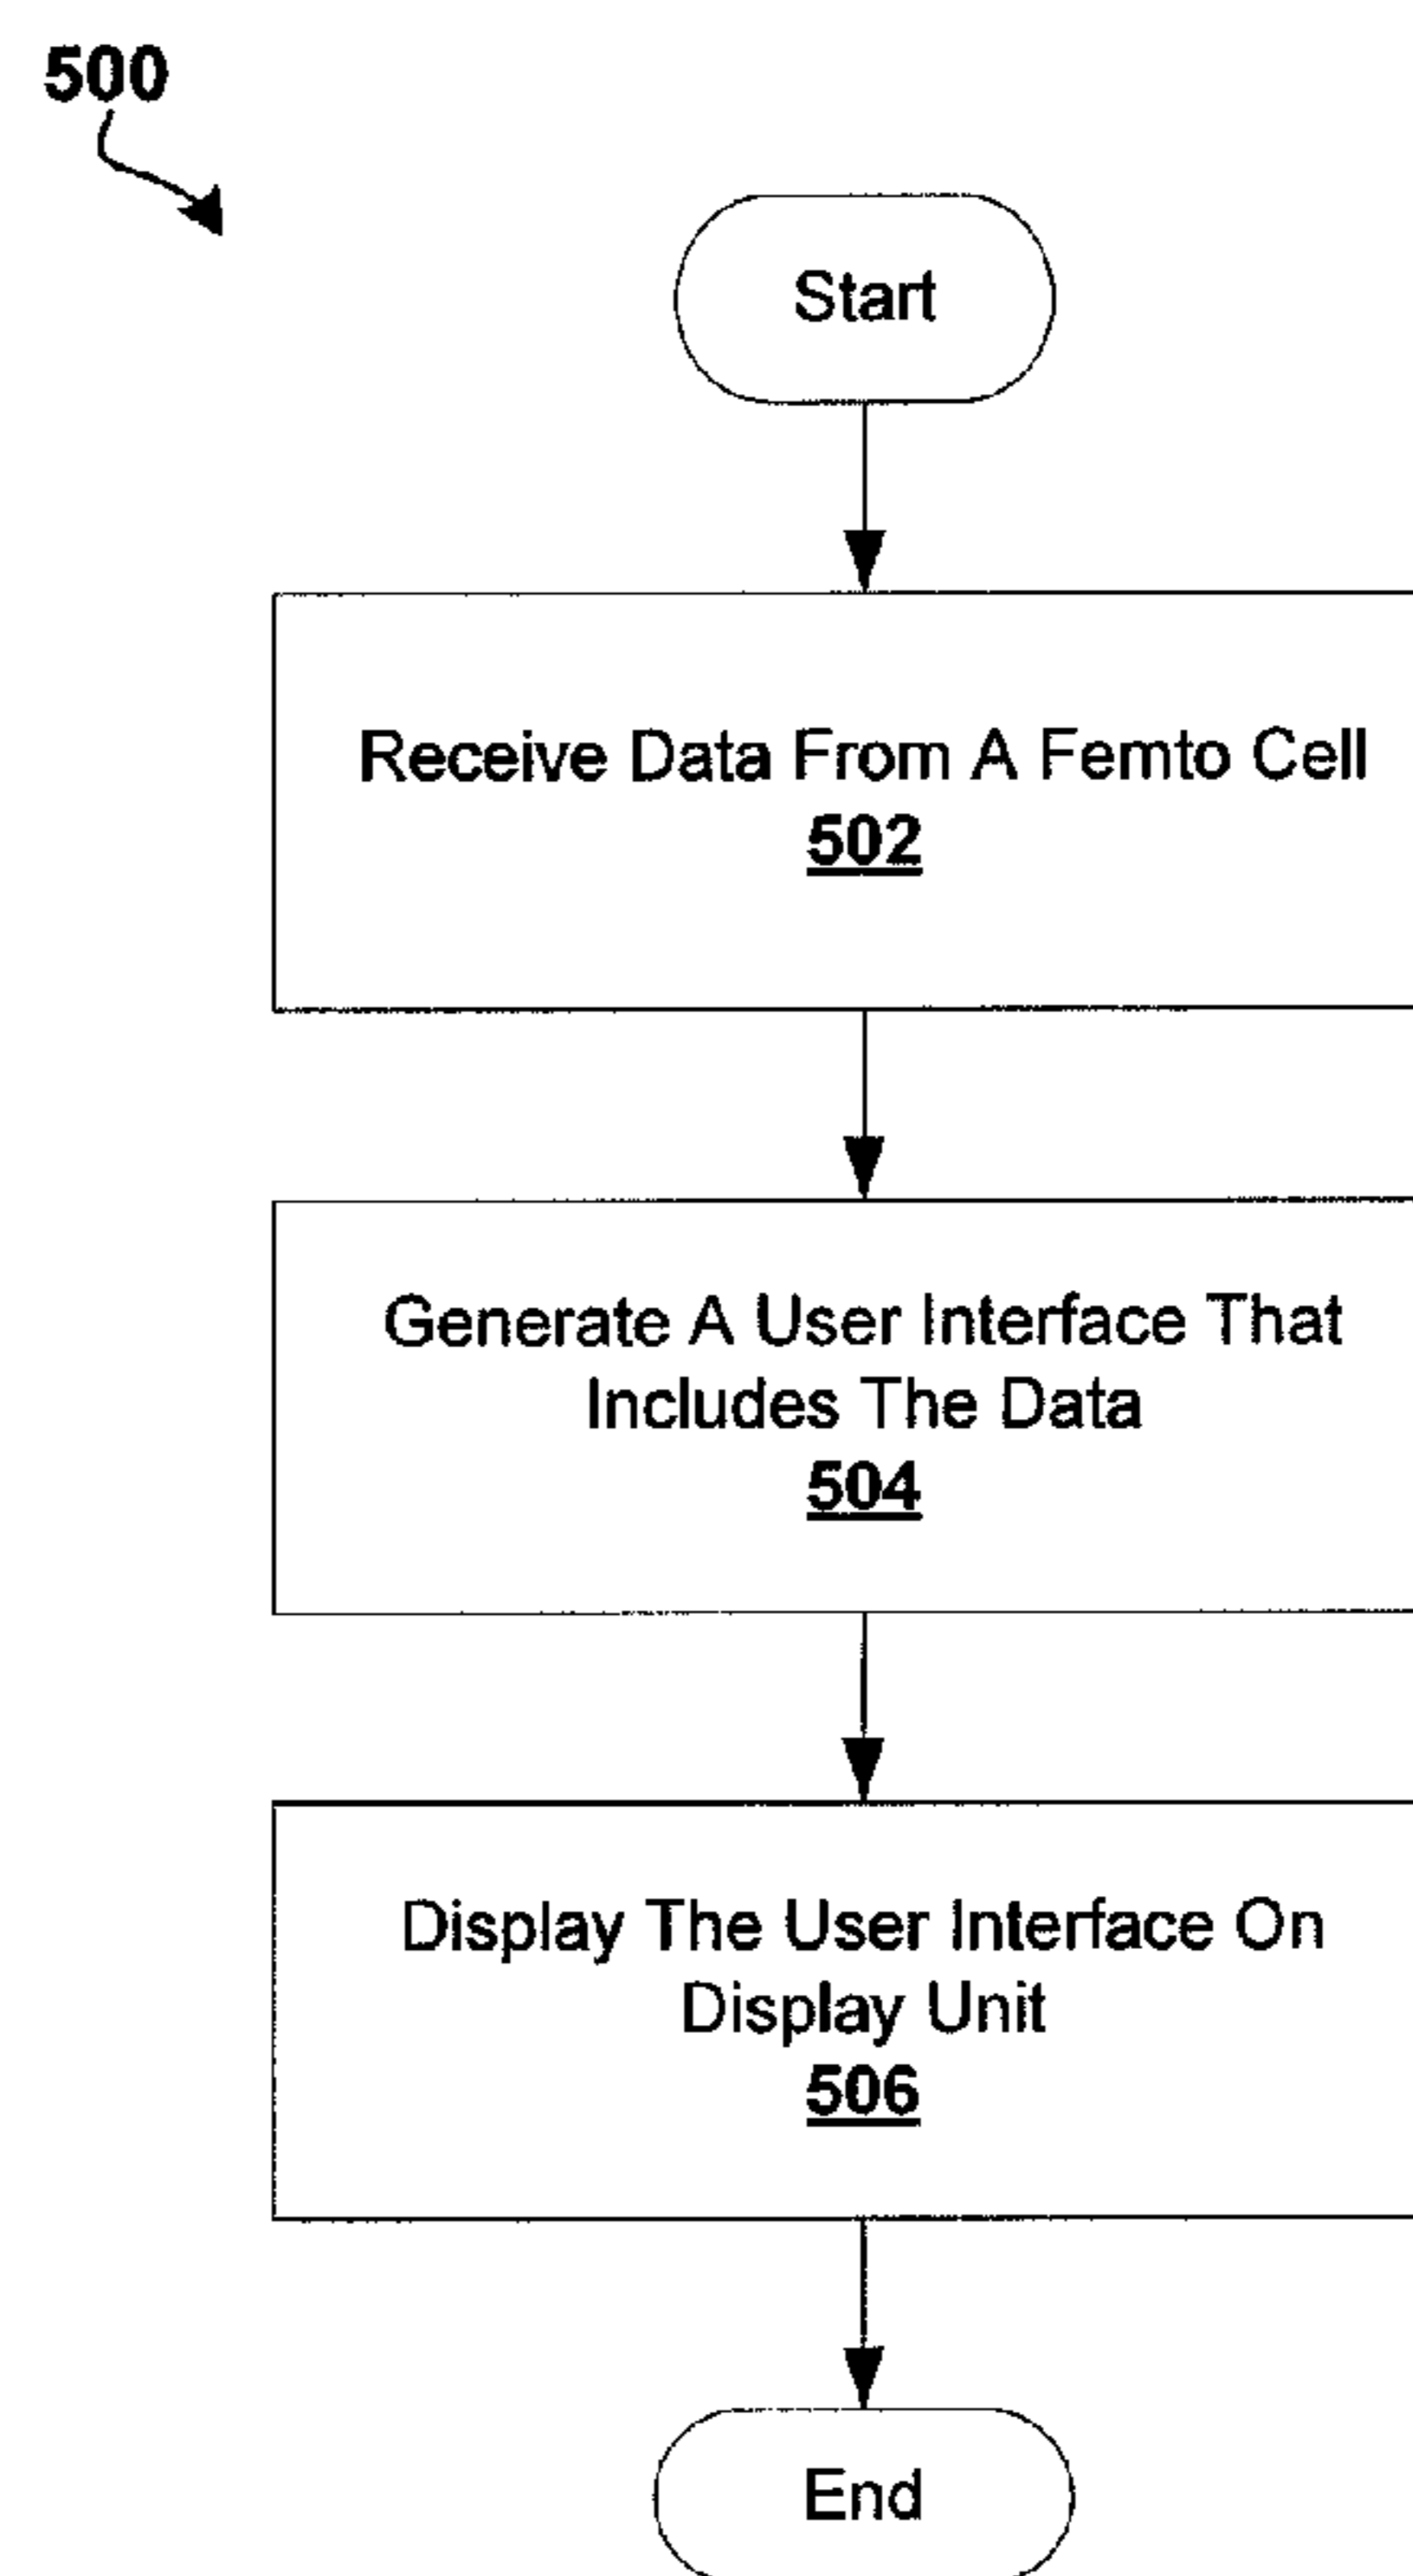 500
Start
Receive Data From A Femto Cell
502
Generate A User Interface That
Includes The Data
504
Display The User Interface On
Display Unit
506
End